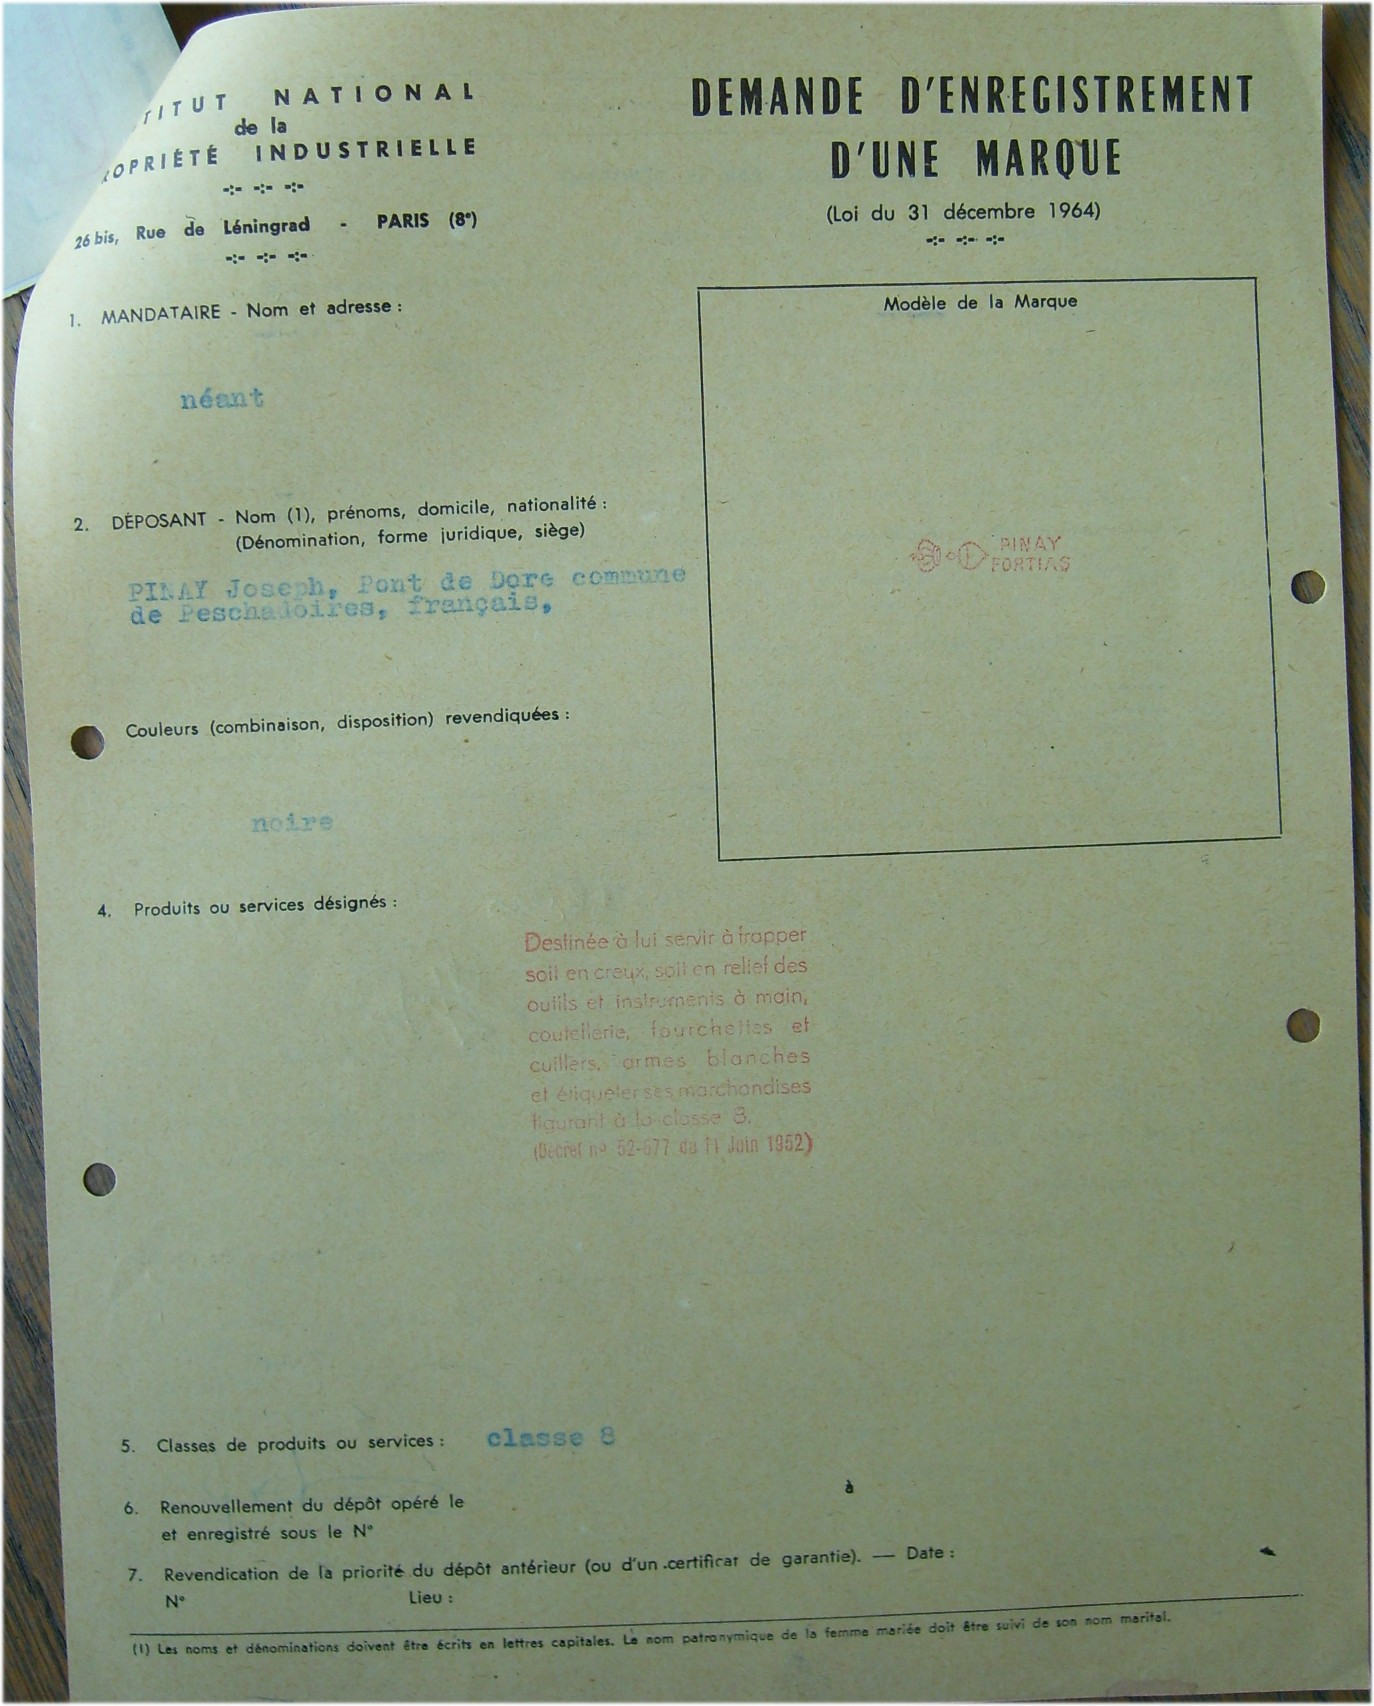 TITUT NATIONAL
de la
ROPRIÉTÉ INDUSTRIELLE
26 bis, Rue de Léningrad - PARIS (8e)
DEMANDE D'ENREGISTREMENT
D'UNE MARQUE
(Loi du 31 décembre 1964)
1. MANDATAIRE - Nom et adresse :
néant
2. DÉPOSANT - Nom (1), prénoms, domicile, nationalité :
(Dénomination, forme juridique, siège)
PINAY Joseph, Pont de Dore commune
de Peschadoires, français,
Couleurs (combinaison, disposition) revendiquées :
noire
Modèle de la Marque
PINAY
FORTIAS
4. Produits ou services désignés :
Destinée à lui servir à frapper
soit en creux, soit en relief des
outils et instruments à main,
coutellerie, fourchettes et
cuillers, armes blanches
et étiqueter ses marchandises
figurant à la classe 8.
(Décret no 52-677 du 11 Juin 1952)
5. Classes de produits ou services : classe 8
6. Renouvellement du dépôt opéré le à
et enregistré sous le N°
7. Revendication de la priorité du dépôt antérieur (ou d'un certificat de garantie). — Date :
N° Lieu :
(1) Les noms et dénominations doivent être écrits en lettres capitales. Le nom patronymique de la femme mariée doit être suivi de son nom marital.